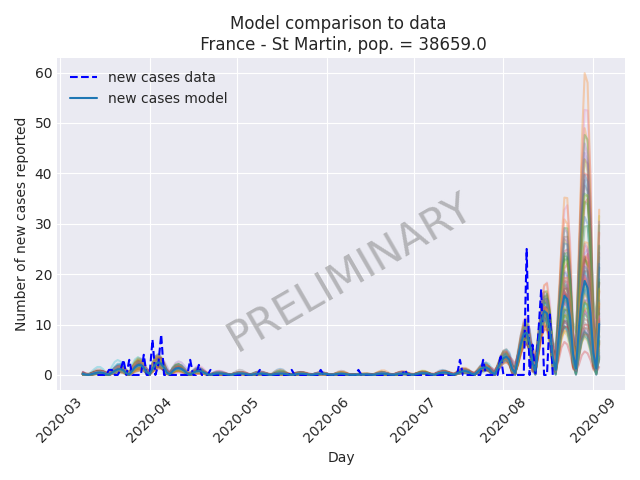 Model comparison to data
France - St Martin, pop. = 38659.0
new cases data
new cases model
Number of new cases reported
60
50
40
30
20
10
0
PRELIMINARY
2020-03
2020-04
2020-05
2020-06
2020-07
2020-08
2020-09
Day